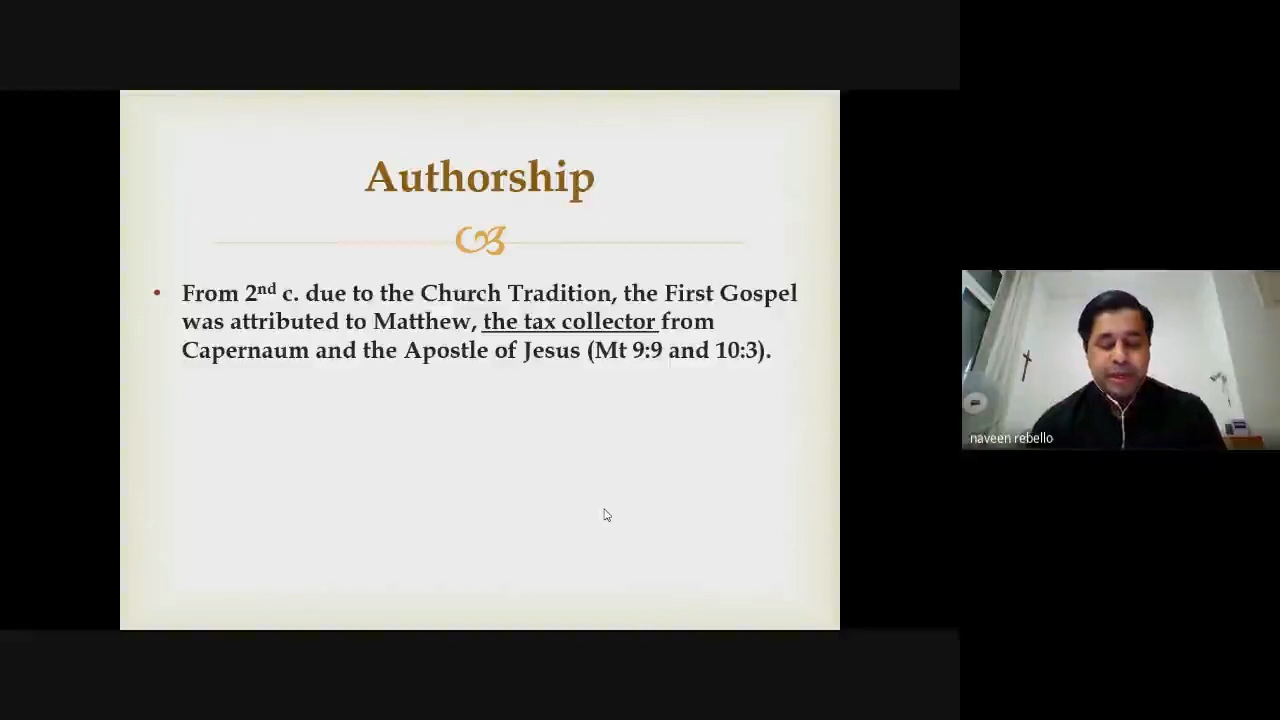 Authorship
• From 2nd c. due to the Church Tradition, the First Gospel
was attributed to Matthew, the tax collector from
Capernaum and the Apostle of Jesus (Mt 9:9 and 10:3).
naveen rebello